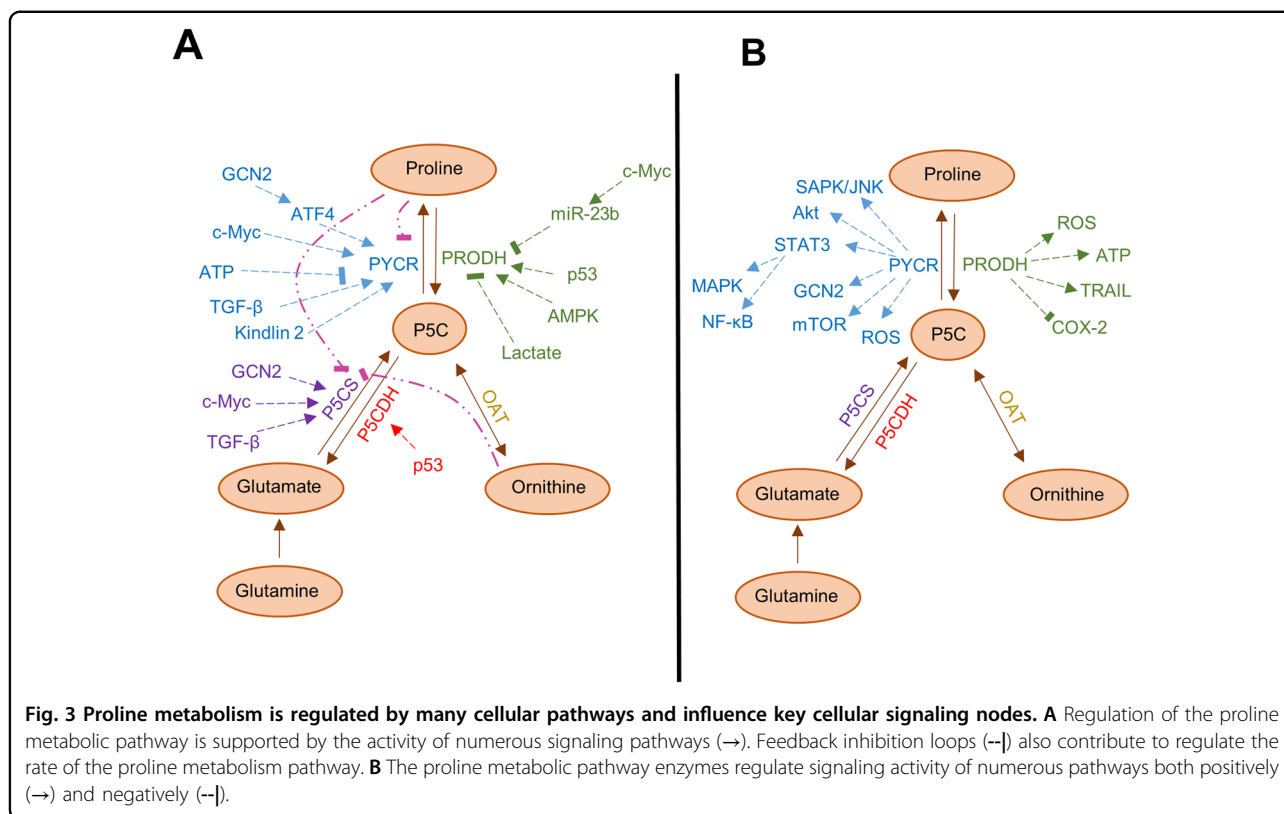 A
Proline
GCN2
c-Myc
ATF4
miR-23b
c-Myc
PYCR
PRODH
ATP
p53
TGF-β
AMPK
Kindlin 2
P5C
Lactate
GCN2
P5CS
c-Myc
P5CDH
OAT
TGF-β
p53
Glutamate
Ornithine
Glutamine
B
Proline
SAPK/JNK
Akt
ROS
STAT3
ATP
PYCR
PRODH
MAPK
GCN2
TRAIL
NF-κB
mTOR
COX-2
ROS
P5C
P5CS
P5CDH
OAT
Glutamate
Ornithine
Glutamine
Fig. 3 Proline metabolism is regulated by many cellular pathways and influence key cellular signaling nodes. A Regulation of the proline
metabolic pathway is supported by the activity of numerous signaling pathways (→). Feedback inhibition loops (--|) also contribute to regulate the
rate of the proline metabolism pathway. B The proline metabolic pathway enzymes regulate signaling activity of numerous pathways both positively
(→) and negatively (--|).